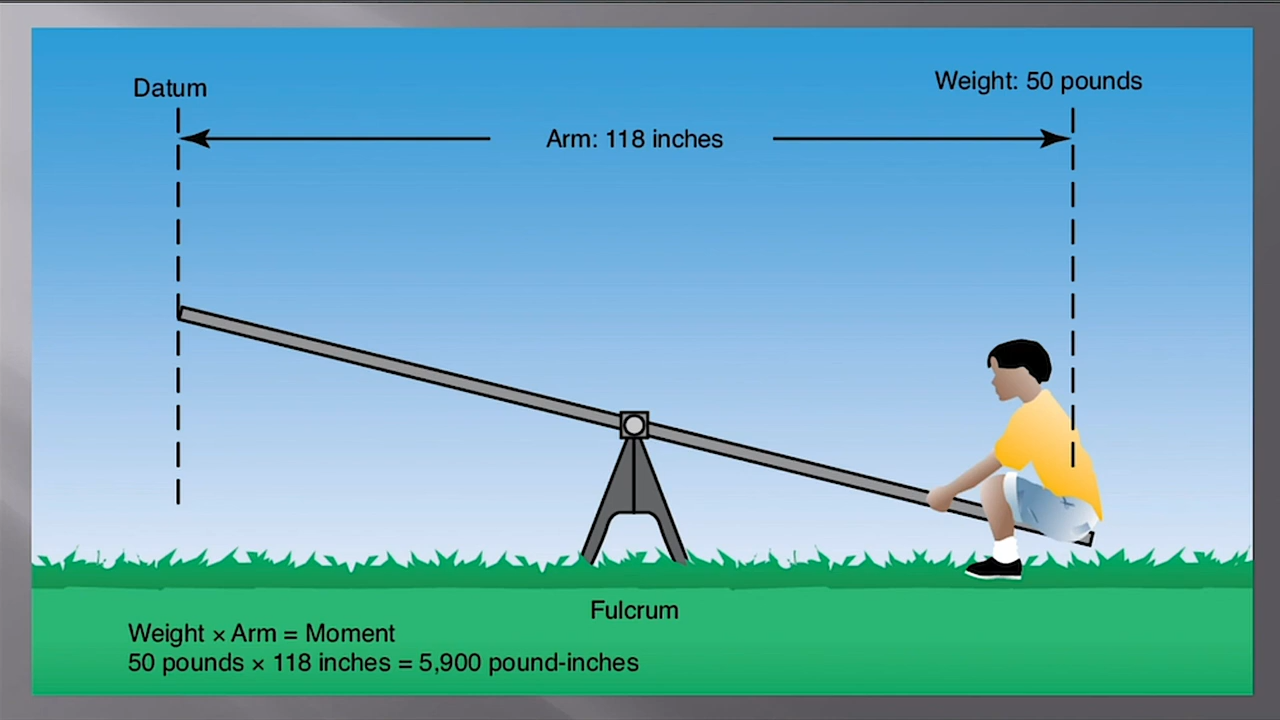 Datum
Weight: 50 pounds
Arm: 118 inches
Fulcrum
Weight × Arm = Moment
50 pounds × 118 inches = 5,900 pound-inches